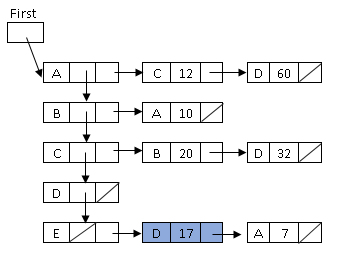 First
A C 12 D 60
B A 10
C B 20 D 32
D
E D 17 A 7